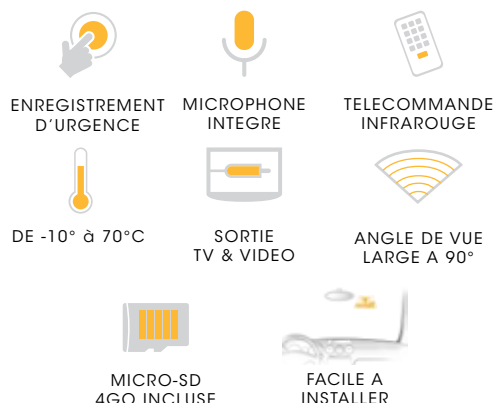 ENREGISTREMENT
D'URGENCE
MICROPHONE
INTEGRE
TELECOMMANDE
INFRAROUGE
DE -10° à 70°C
SORTIE
TV & VIDEO
ANGLE DE VUE
LARGE A 90°
MICRO-SD
4GO INCLUSE
FACILE A
INSTALLER